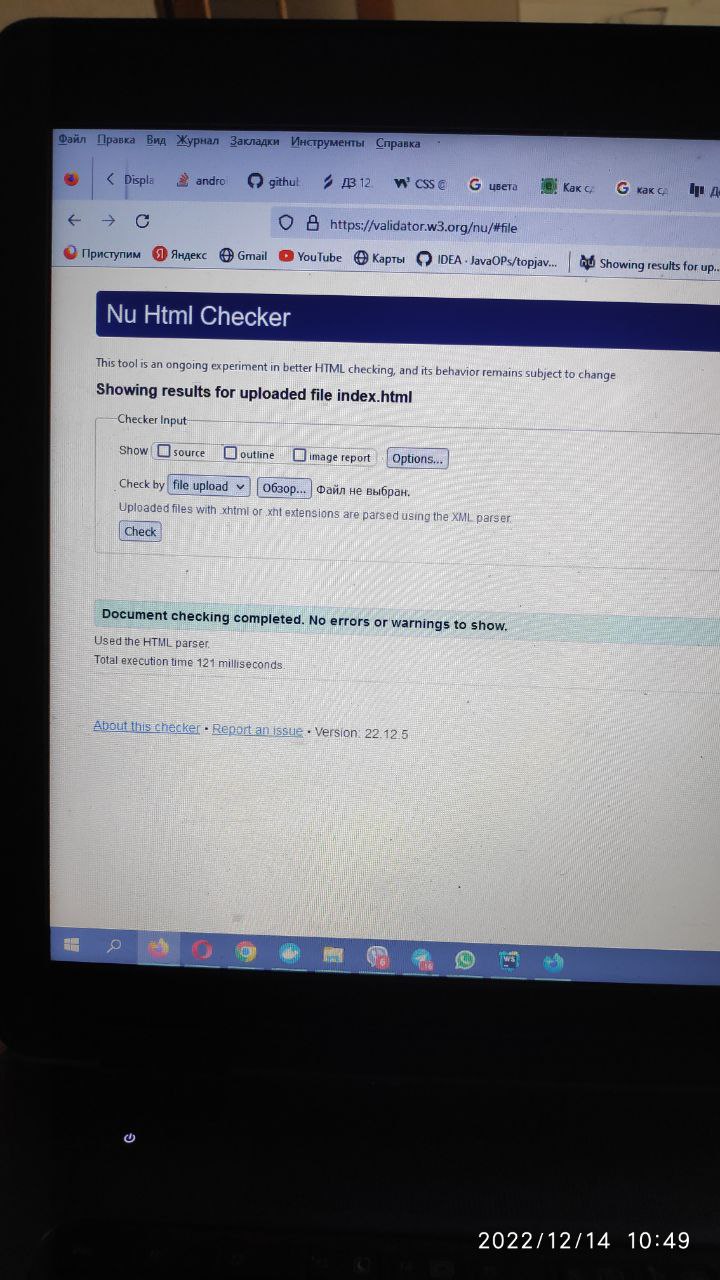 Файл Правка Вид Журнал Закладки Инструменты Справка
Displa andro github ДЗ 12. CSS цвета Как сд как сд
https://validator.w3.org/nu/#file
Приступим Яндекс Gmail YouTube Карты IDEA - JavaOPs/topjav... Showing results for up...
Nu Html Checker
This tool is an ongoing experiment in better HTML checking, and its behavior remains subject to change
Showing results for uploaded file index.html
Checker Input
Show source outline image report Options...
Check by file upload Обзор... Файл не выбран.
Uploaded files with .xhtml or .xht extensions are parsed using the XML parser.
Check
Document checking completed. No errors or warnings to show.
Used the HTML parser.
Total execution time 121 milliseconds.
About this checker • Report an issue • Version: 22.12.5
WS
2022/12/14 10:49